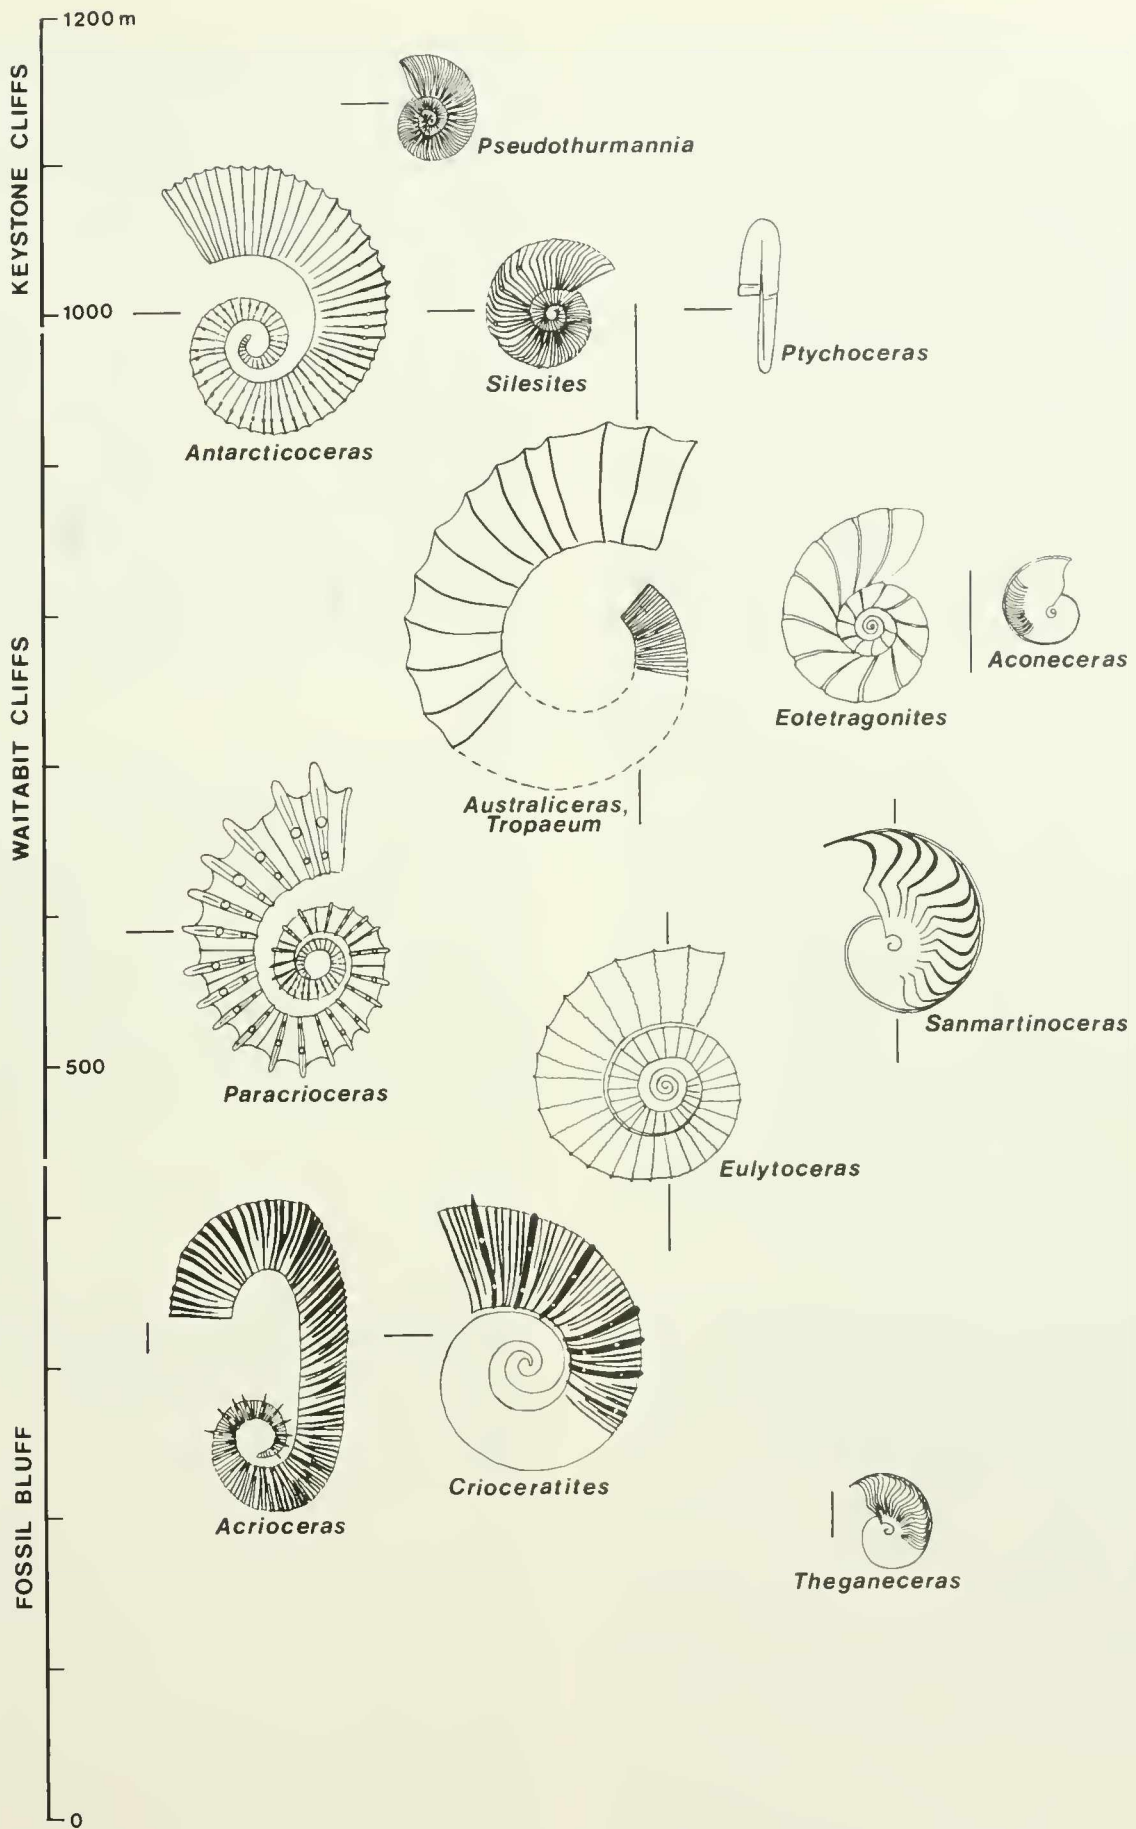 1200m
KEYSTONE CLIFFS
Pseudothurmannia
1000
Antarcticoceras
Silesites
Ptychoceras
WAITABIT CLIFFS
Eotetragonites
Aconeceras
Australiceras,
Tropaeum
Paracrioceras
Sanmartinoceras
500
Eulytoceras
FOSSIL BLUFF
Acrioceras
Crioceratites
Theganeceras
0